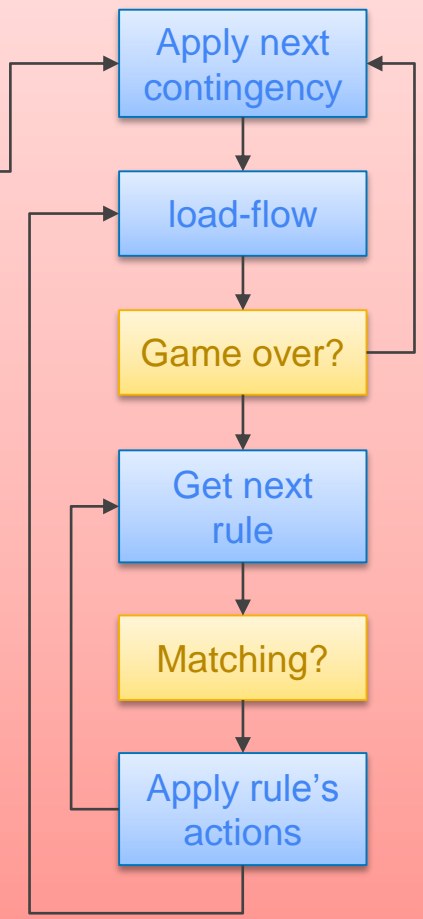 Apply next
contingency
load-flow
Game over?
Get next
rule
Matching?
Apply rule’s
actions